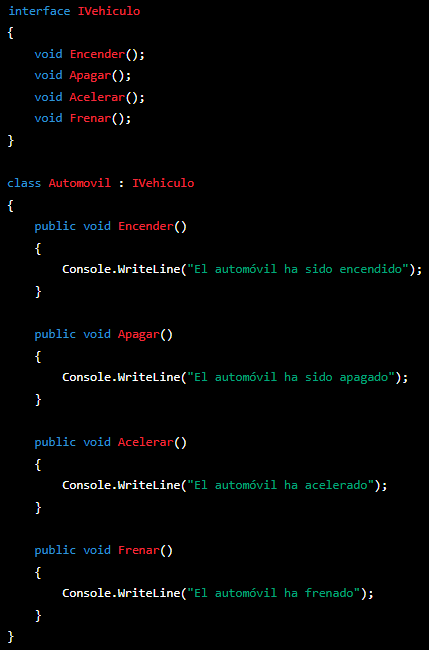 interface IVehiculo
{
    void Encender();
    void Apagar();
    void Acelerar();
    void Frenar();
}

class Automovil : IVehiculo
{
    public void Encender()
    {
        Console.WriteLine("El automóvil ha sido encendido");
    }

    public void Apagar()
    {
        Console.WriteLine("El automóvil ha sido apagado");
    }

    public void Acelerar()
    {
        Console.WriteLine("El automóvil ha acelerado");
    }

    public void Frenar()
    {
        Console.WriteLine("El automóvil ha frenado");
    }
}